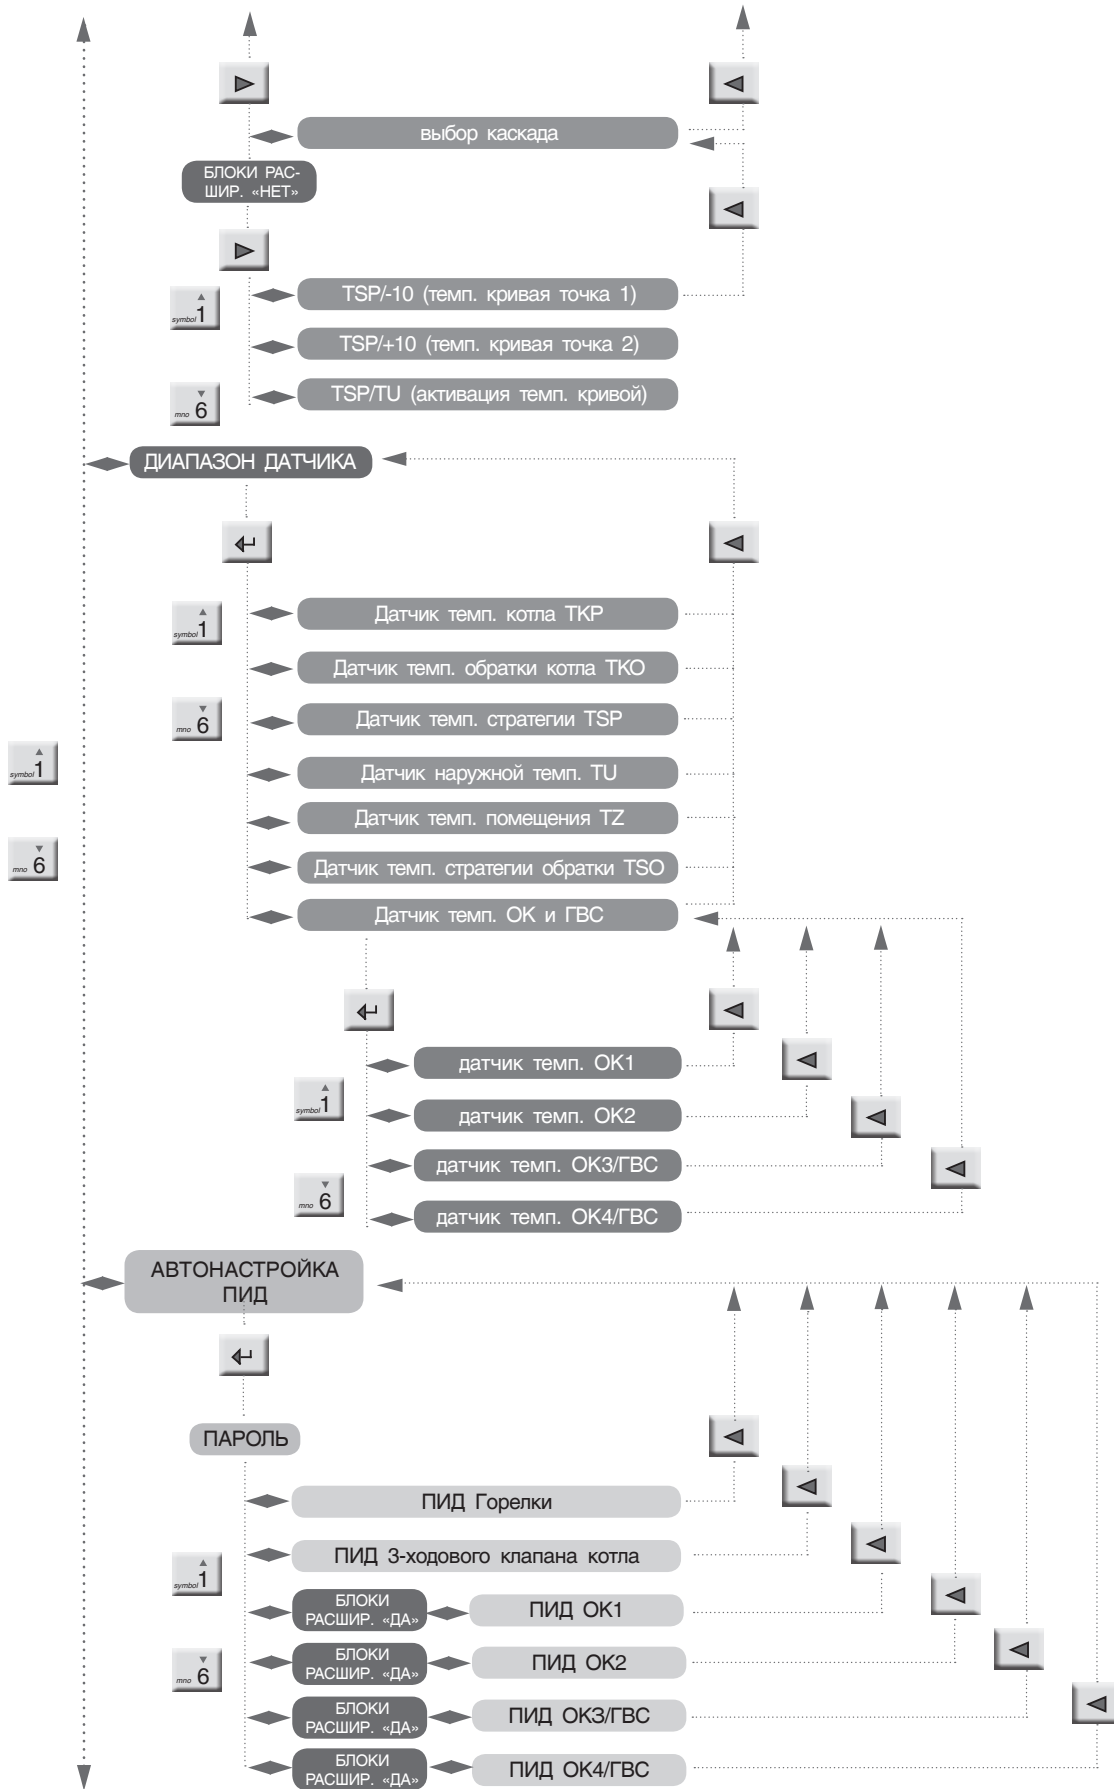 выбор каскада
БЛОКИ РАС-
ШИР. «НЕТ»
TSP/-10 (темп. кривая точка 1)
symbol 1
TSP/+10 (темп. кривая точка 2)
TSP/TU (активация темп. кривой)
mno 6
ДИАПАЗОН ДАТЧИКА
Датчик темп. котла TKP
symbol 1
Датчик темп. обратки котла TKO
Датчик темп. стратегии TSP
mno 6
Датчик наружной темп. TU
symbol 1
Датчик темп. помещения TZ
mno 6
Датчик темп. стратегии обратки TSO
Датчик темп. ОК и ГВС
датчик темп. ОК1
symbol 1
датчик темп. ОК2
датчик темп. ОК3/ГВС
mno 6
датчик темп. ОК4/ГВС
АВТОНАСТРОЙКА
ПИД
ПАРОЛЬ
ПИД Горелки
ПИД 3-ходового клапана котла
symbol 1
БЛОКИ
РАСШИР. «ДА»
ПИД ОК1
БЛОКИ
РАСШИР. «ДА»
ПИД ОК2
mno 6
БЛОКИ
РАСШИР. «ДА»
ПИД ОК3/ГВС
БЛОКИ
РАСШИР. «ДА»
ПИД ОК4/ГВС